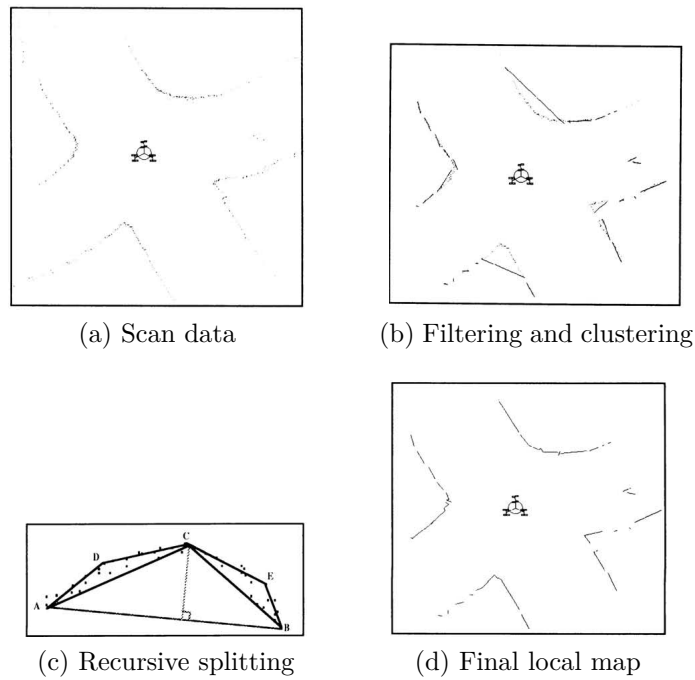 (a) Scan data
(b) Filtering and clustering
C
D
E
A
B
(c) Recursive splitting
(d) Final local map